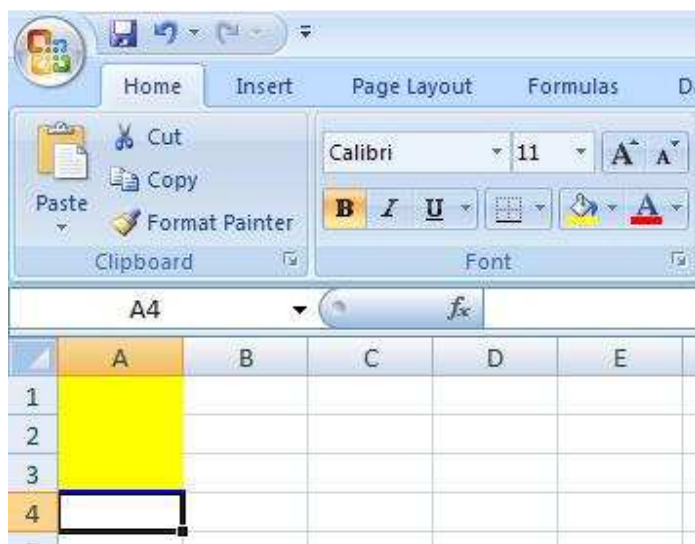 Home Insert Page Layout Formulas D
Cut
Calibri 11 A A
Copy
Paste
B I U A
Format Painter
Clipboard Font
A4 fx
A B C D E
1
2
3
4